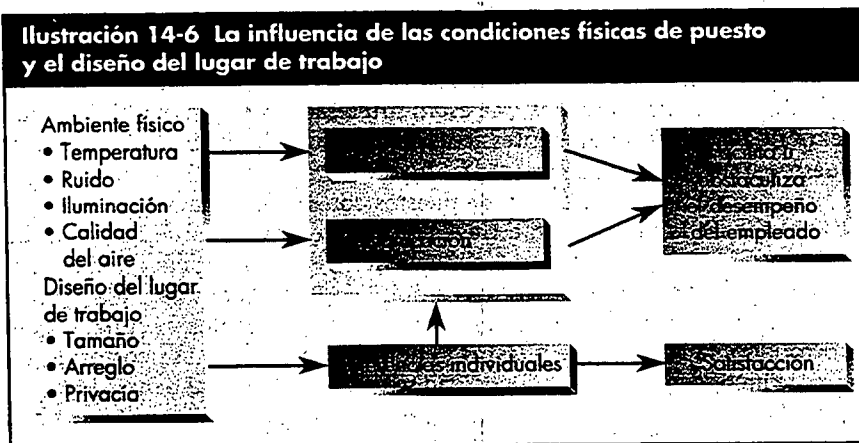 Ilustración 14-6 La influencia de las condiciones físicas de puesto
y el diseño del lugar de trabajo
Ambiente físico
• Temperatura
• Ruido
• Iluminación
• Calidad
del aire
Diseño del lugar
de trabajo
• Tamaño
• Arreglo
• Privacía
individuales
obstaculiza
el desempeño
del empleado
Satisfacción